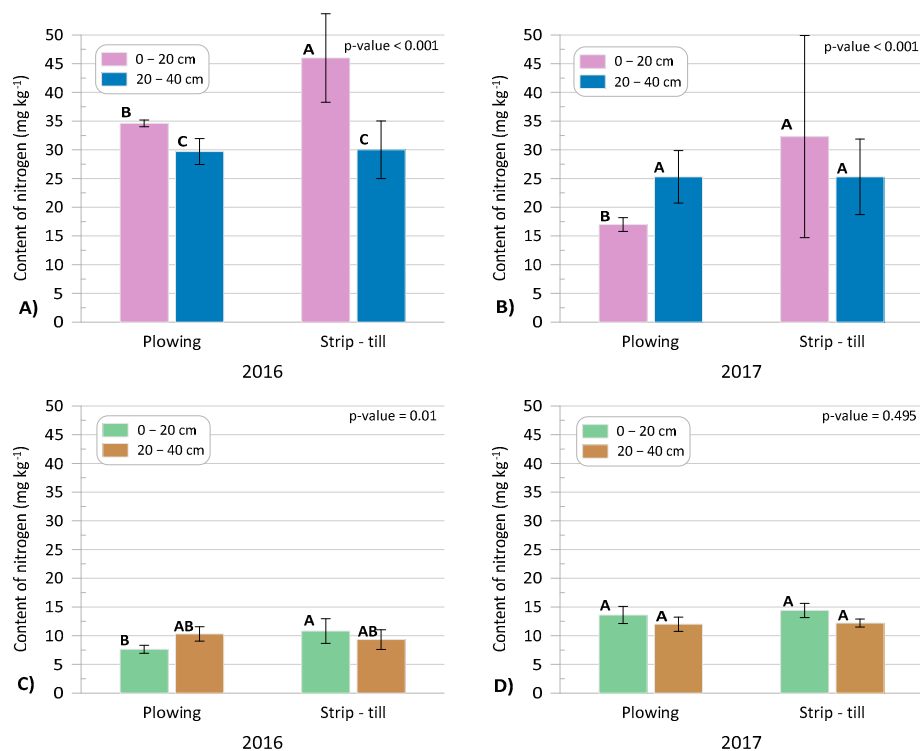 50
45
40
35
30
25
20
15
10
5
0
Content of nitrogen (mg kg⁻¹)
0 – 20 cm
20 – 40 cm
p-value < 0.001
B
C
A
C
A)
Plowing
Strip - till
2016
50
45
40
35
30
25
20
15
10
5
0
Content of nitrogen (mg kg⁻¹)
0 – 20 cm
20 – 40 cm
p-value < 0.001
B
A
A
A
B)
Plowing
Strip - till
2017
50
45
40
35
30
25
20
15
10
5
0
Content of nitrogen (mg kg⁻¹)
0 – 20 cm
20 – 40 cm
p-value = 0.01
B
AB
A
AB
C)
Plowing
Strip - till
2016
50
45
40
35
30
25
20
15
10
5
0
Content of nitrogen (mg kg⁻¹)
0 – 20 cm
20 – 40 cm
p-value = 0.495
A
A
A
A
D)
Plowing
Strip - till
2017